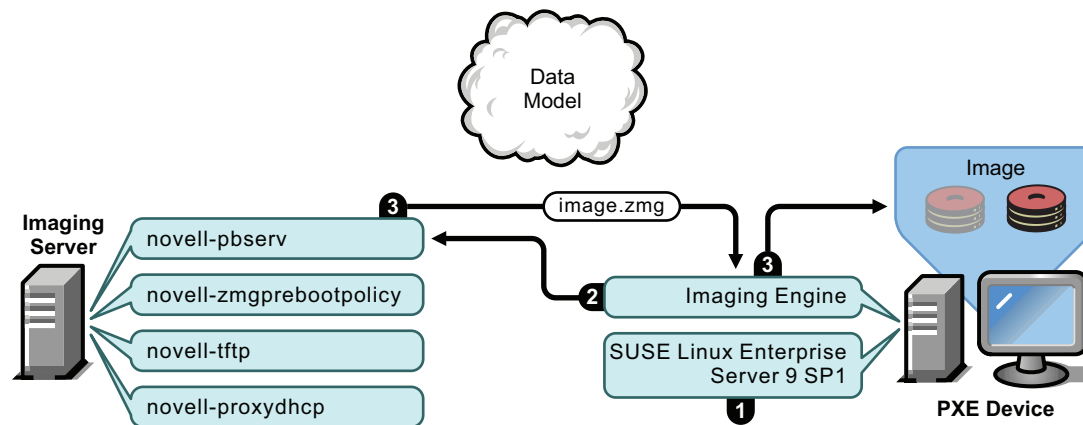 Data
Model
Image
3
image.zmg
Imaging
Server
novell-pbserv
3
2
Imaging Engine
novell-zmgprebootpolicy
novell-tftp
SUSE Linux Enterprise
Server 9 SP1
novell-proxydhcp
1
PXE Device